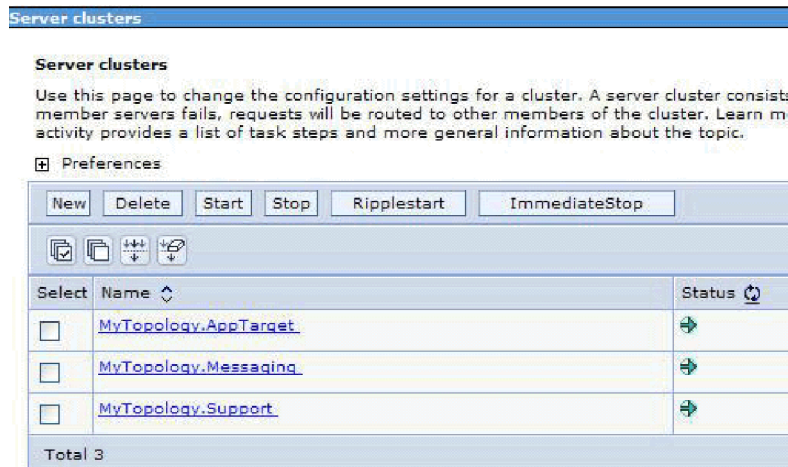 Server clusters
Server clusters
Use this page to change the configuration settings for a cluster. A server cluster consists
member servers fails, requests will be routed to other members of the cluster. Learn m
activity provides a list of task steps and more general information about the topic.
Preferences
New Delete Start Stop Ripplestart ImmediateStop
Select Name Status
MyTopology.AppTarget
MyTopology.Messaging
MyTopology.Support
Total 3